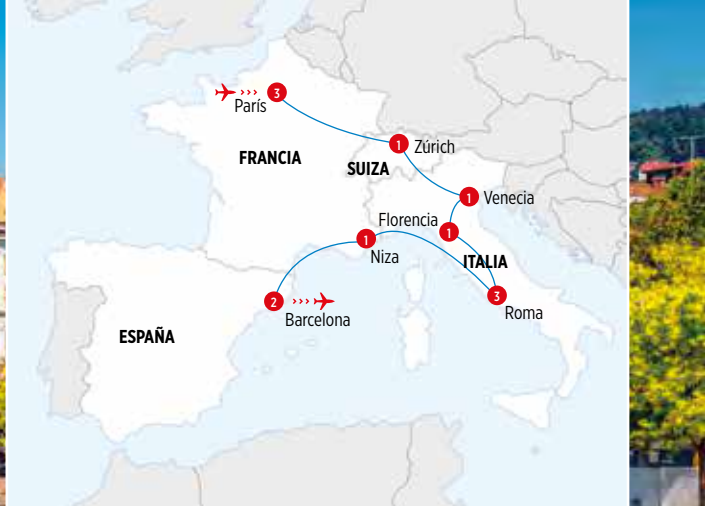 3
París
1
Zúrich
FRANCIA
SUIZA
1
Venecia
Florencia
1
1
Niza
ITALIA
3
Roma
2
Barcelona
ESPAÑA